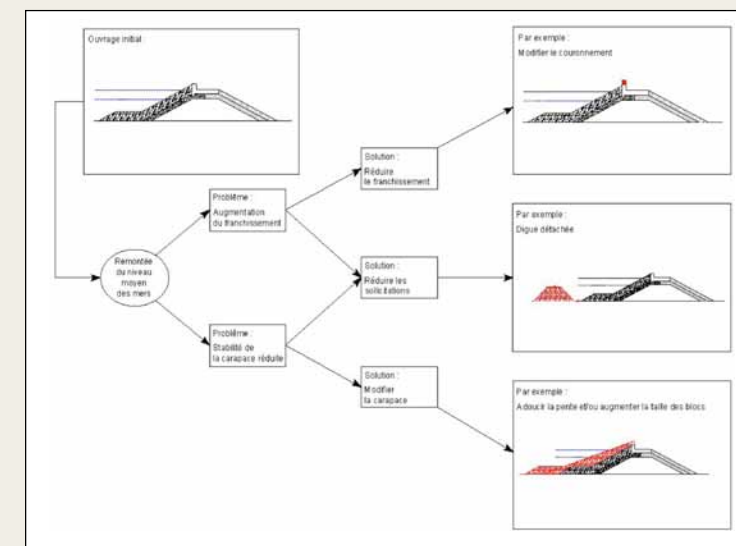 Ouvrage initial
Remontée
du niveau
moyen
des mers
Problème :
Augmentation
du franchissement
Problème :
Stabilité de
la carapace réduite
Solution :
Réduire
le franchissement
Solution :
Réduire les
sollicitations
Solution :
Modifier
la carapace
Par exemple :
Modifier le couronnement
Par exemple :
Digue détachée
Par exemple :
Adoucir la pente et/ou augmenter la taille des blocs